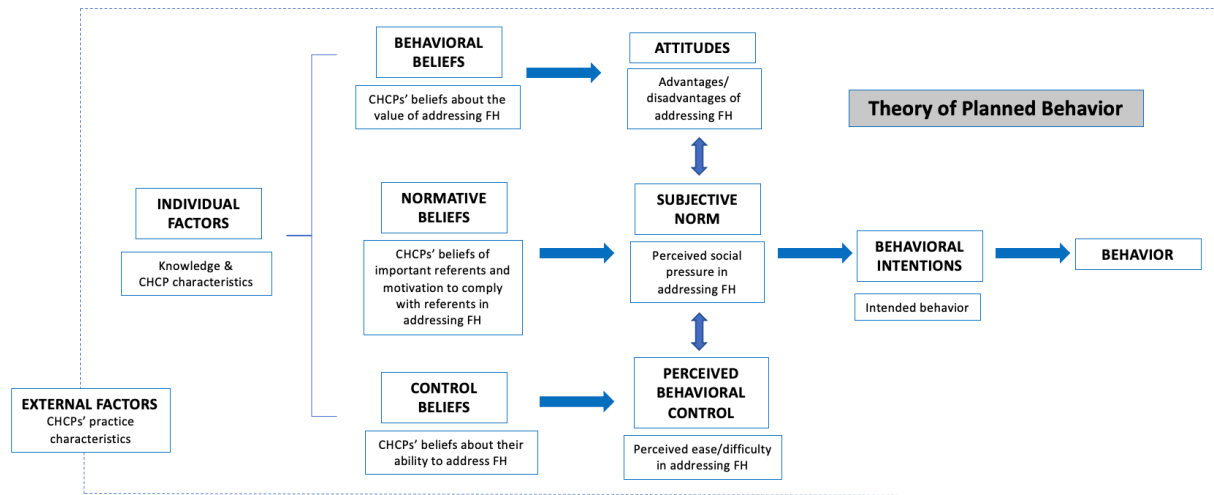 BEHAVIORAL
BELIEFS
CHCPs' beliefs about the
value of addressing FH
ATTITUDES
Advantages/
disadvantages of
addressing FH
Theory of Planned Behavior
INDIVIDUAL
FACTORS
Knowledge &
CHCP characteristics
NORMATIVE
BELIEFS
CHCPs' beliefs of
important referents and
motivation to comply
with referents in
addressing FH
SUBJECTIVE
NORM
Perceived social
pressure in
addressing FH
BEHAVIORAL
INTENTIONS
Intended behavior
BEHAVIOR
EXTERNAL FACTORS
CHCPs' practice
characteristics
CONTROL
BELIEFS
CHCPs' beliefs about their
ability to address FH
PERCEIVED
BEHAVIORAL
CONTROL
Perceived ease/difficulty
in addressing FH